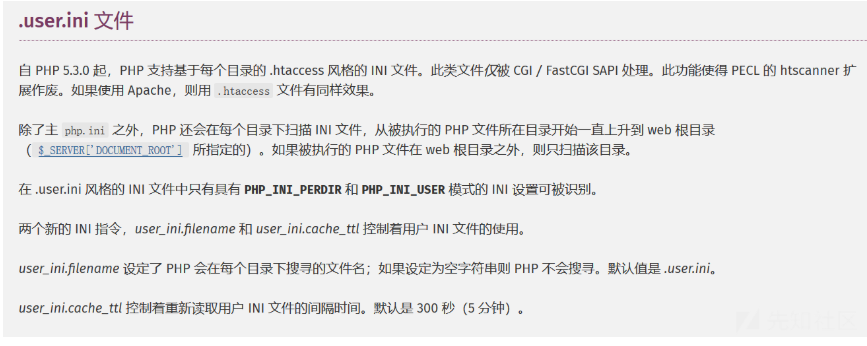 .user.ini 文件
自 PHP 5.3.0 起，PHP 支持基于每个目录的 .htaccess 风格的 INI 文件。此类文件仅被 CGI / FastCGI SAPI 处理。此功能使得 PECL 的 htscanner 扩
展作废。如果使用 Apache，则用 .htaccess 文件有同样效果。
除了主 php.ini 之外，PHP 还会在每个目录下扫描 INI 文件，从被执行的 PHP 文件所在目录开始一直上升到 web 根目录
（$_SERVER['DOCUMENT_ROOT'] 所指定的）。如果被执行的 PHP 文件在 web 根目录之外，则只扫描该目录。
在 .user.ini 风格的 INI 文件中只有具有 PHP_INI_PERDIR 和 PHP_INI_USER 模式的 INI 设置可被识别。
两个新的 INI 指令，user_ini.filename 和 user_ini.cache_ttl 控制着用户 INI 文件的使用。
user_ini.filename 设定了 PHP 会在每个目录下搜寻的文件名；如果设定为空字符串则 PHP 不会搜寻。默认值是 .user.ini。
user_ini.cache_ttl 控制着重新读取用户 INI 文件的间隔时间。默认是 300 秒（5 分钟）。